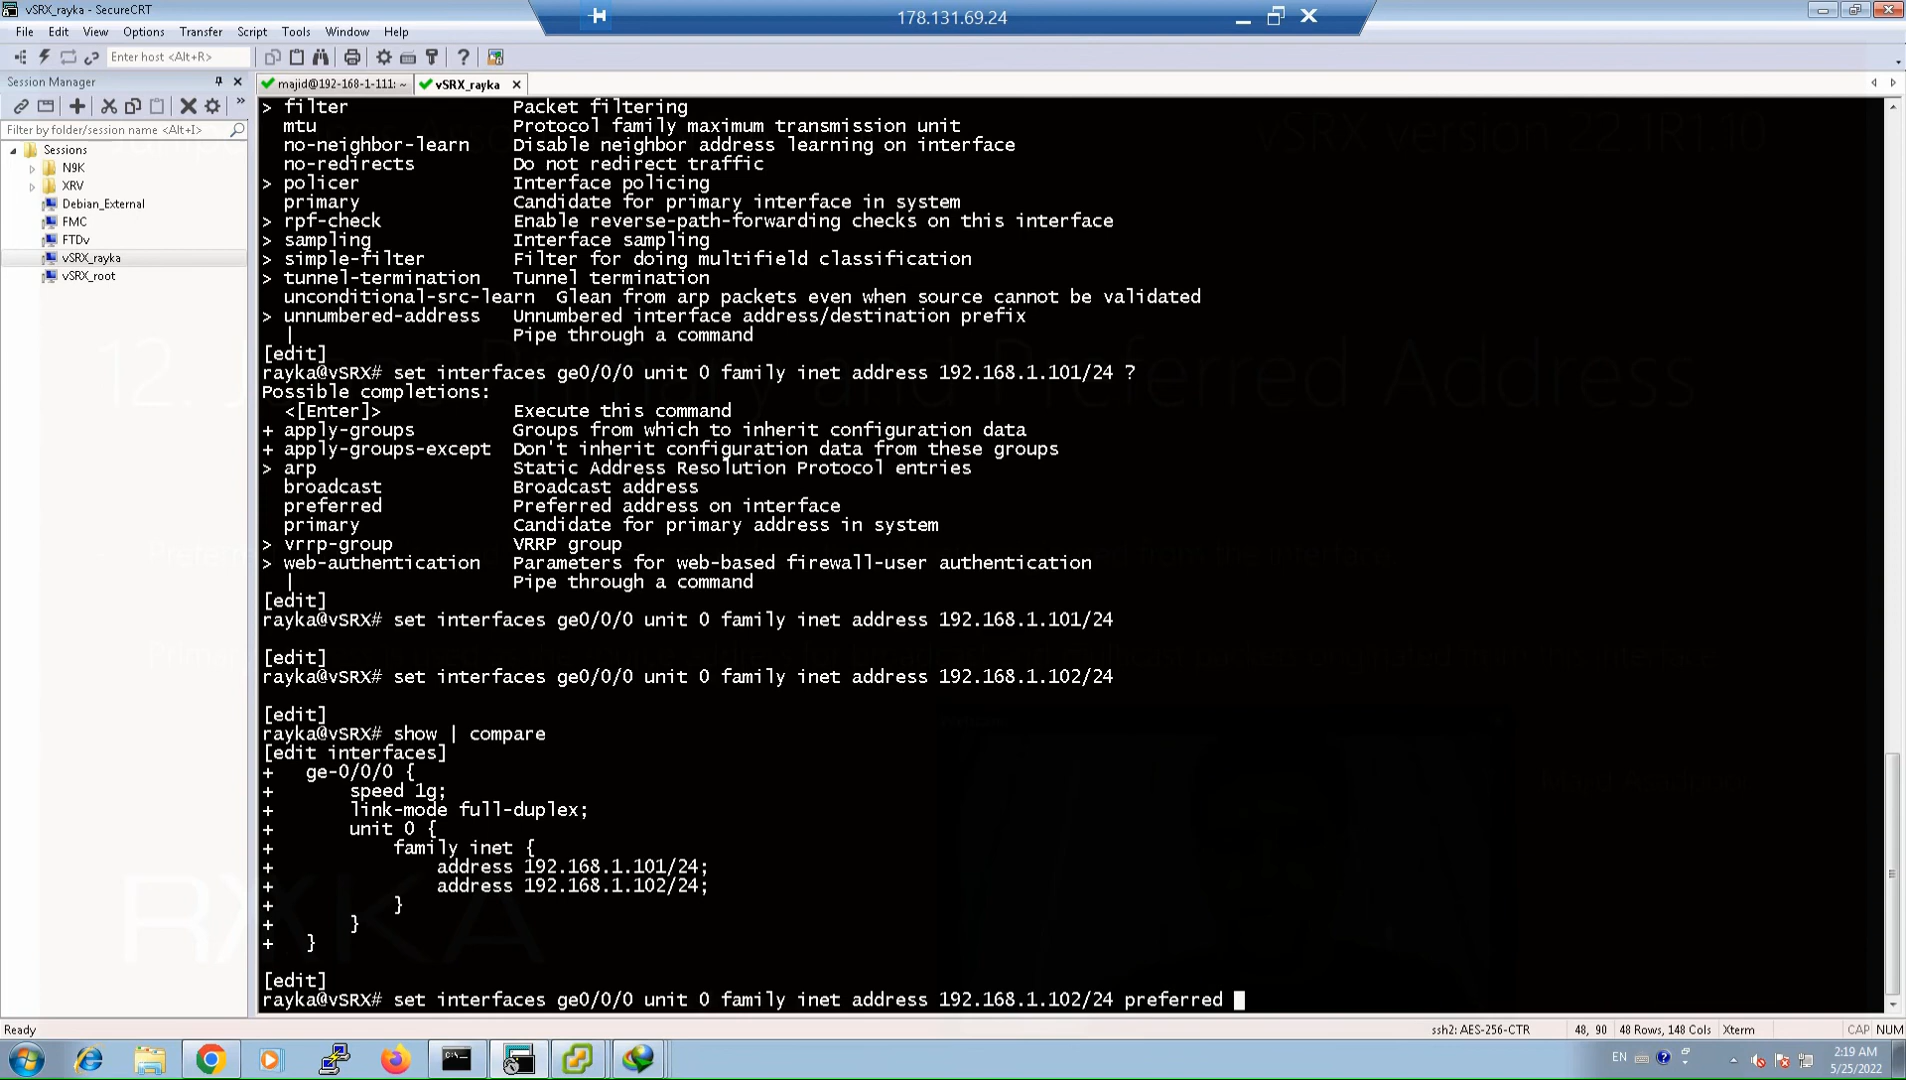 vSRX_rayka - SecureCRT
178.131.69.24
File Edit View Options Transfer Script Tools Window Help
Enter host <Alt+R>
Session Manager
majid@192-168-1-111: ~
vSRX_rayka
Filter by folder/session name <Alt+I>
Sessions
N9K
XRV
Debian_External
FMC
FTDv
vSRX_rayka
vSRX_root
> filter Packet filtering
mtu Protocol family maximum transmission unit
no-neighbor-learn Disable neighbor address learning on interface
no-redirects Do not redirect traffic
> policer Interface policing
primary Candidate for primary interface in system
> rpf-check Enable reverse-path-forwarding checks on this interface
> sampling Interface sampling
> simple-filter Filter for doing multifield classification
> tunnel-termination Tunnel termination
unconditional-src-learn Glean from arp packets even when source cannot be validated
> unnumbered-address Unnumbered interface address/destination prefix
| Pipe through a command
[edit]
rayka@vSRX# set interfaces ge0/0/0 unit 0 family inet address 192.168.1.101/24 ?
Possible completions:
<[Enter]> Execute this command
+ apply-groups Groups from which to inherit configuration data
+ apply-groups-except Don't inherit configuration data from these groups
> arp Static Address Resolution Protocol entries
broadcast Broadcast address
preferred Preferred address on interface
primary Candidate for primary address in system
> vrrp-group VRRP group
> web-authentication Parameters for web-based firewall-user authentication
| Pipe through a command
[edit]
rayka@vSRX# set interfaces ge0/0/0 unit 0 family inet address 192.168.1.101/24
[edit]
rayka@vSRX# set interfaces ge0/0/0 unit 0 family inet address 192.168.1.102/24
[edit]
rayka@vSRX# show | compare
[edit interfaces]
+ ge-0/0/0 {
+ speed 1g;
+ link-mode full-duplex;
+ unit 0 {
+ family inet {
+ address 192.168.1.101/24;
+ address 192.168.1.102/24;
+ }
+ }
+ }
[edit]
rayka@vSRX# set interfaces ge0/0/0 unit 0 family inet address 192.168.1.102/24 preferred
vSRX version 22.1R1.10
Primary and Preferred Address
Ready
ssh2: AES-256-CTR 48, 90 48 Rows, 148 Cols Xterm CAP NUM
EN
2:19 AM
5/25/2022